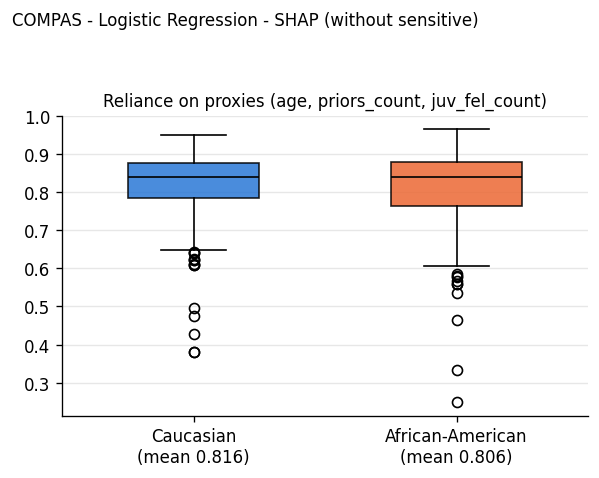 COMPAS - Logistic Regression - SHAP (without sensitive)
Reliance on proxies (age, priors_count, juv_fel_count)
1.0
0.9
0.8
0.7
0.6
0.5
0.4
0.3
Caucasian
(mean 0.816)
African-American
(mean 0.806)